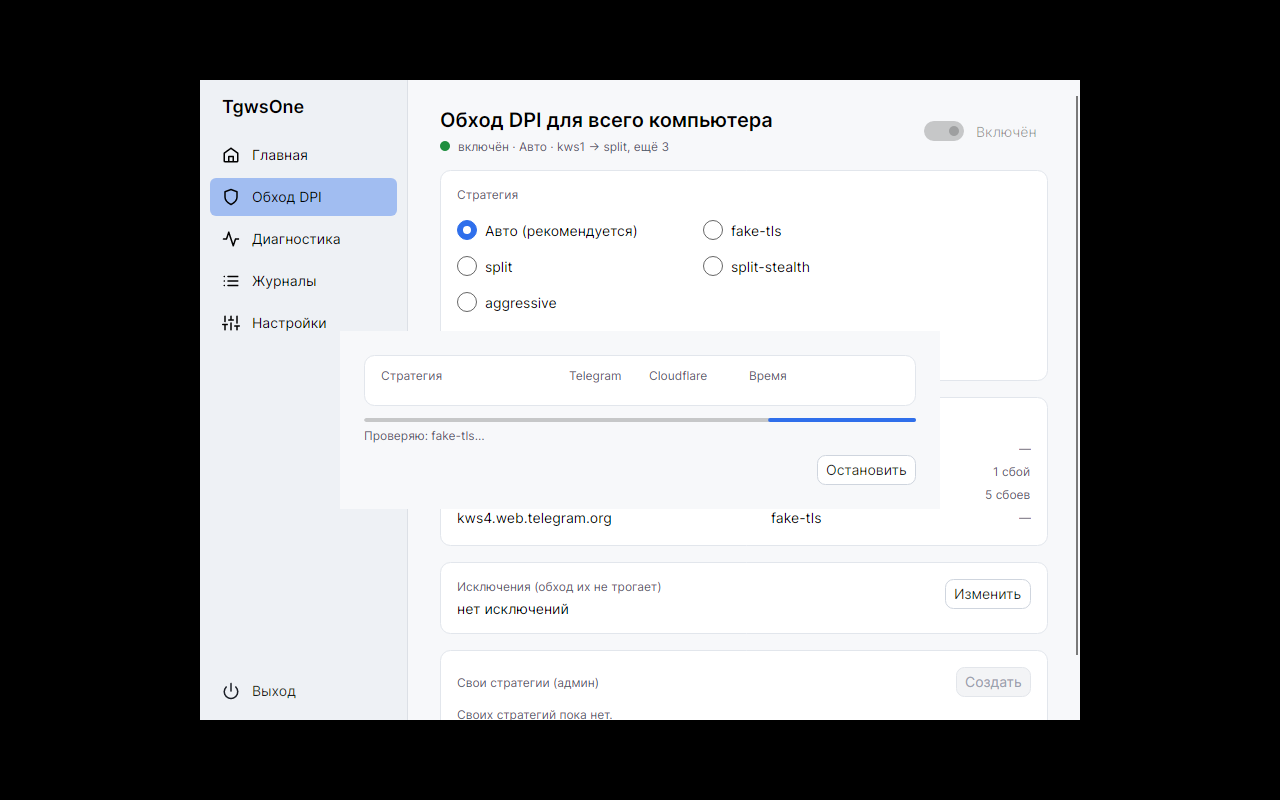 TgwsOne
Главная
Обход DPI
Диагностика
Журналы
Настройки
Выход
Обход DPI для всего компьютера
включён · Авто · kws1 → split, ещё 3
Включён
Стратегия
Авто (рекомендуется)
fake-tls
split
split-stealth
aggressive
Стратегия Telegram Cloudflare Время
Проверяю: fake-tls...
Остановить
—
1 сбой
5 сбоев
kws4.web.telegram.org fake-tls —
Исключения (обход их не трогает)
нет исключений
Изменить
Свои стратегии (админ)
Создать
Своих стратегий пока нет.